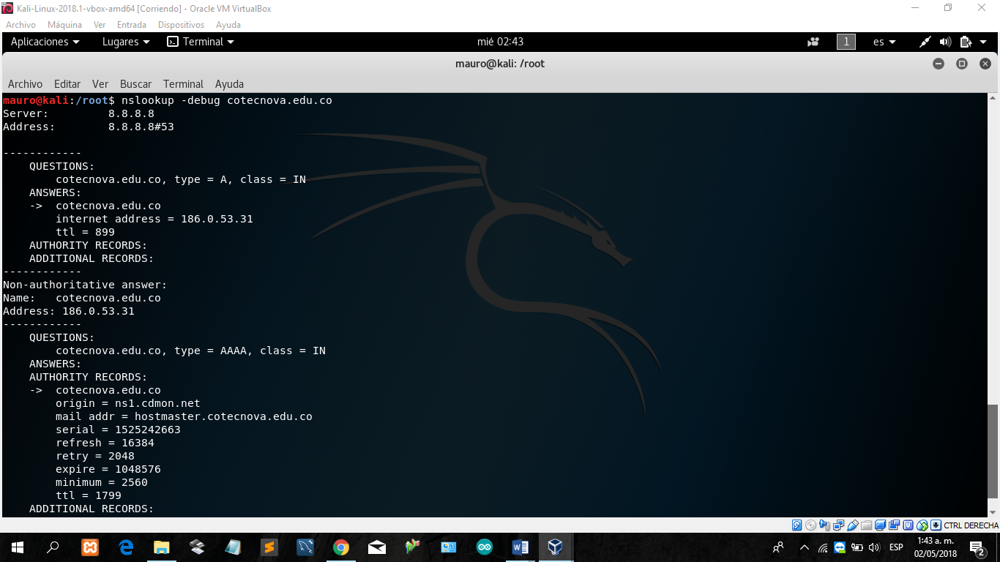 Kali-Linux-2018.1-vbox-amd64 [Corriendo] - Oracle VM VirtualBox
Archivo Máquina Ver Entrada Dispositivos Ayuda
Aplicaciones Lugares Terminal mié 02:43 1 es
mauro@kali: /root
Archivo Editar Ver Buscar Terminal Ayuda
mauro@kali:/root$ nslookup -debug cotecnova.edu.co
Server: 8.8.8.8
Address: 8.8.8.8#53
------------
QUESTIONS:
cotecnova.edu.co, type = A, class = IN
ANSWERS:
-> cotecnova.edu.co
internet address = 186.0.53.31
ttl = 899
AUTHORITY RECORDS:
ADDITIONAL RECORDS:
------------
Non-authoritative answer:
Name: cotecnova.edu.co
Address: 186.0.53.31
------------
QUESTIONS:
cotecnova.edu.co, type = AAAA, class = IN
ANSWERS:
AUTHORITY RECORDS:
-> cotecnova.edu.co
origin = ns1.cdmon.net
mail addr = hostmaster.cotecnova.edu.co
serial = 1525242663
refresh = 16384
retry = 2048
expire = 1048576
minimum = 2560
ttl = 1799
ADDITIONAL RECORDS:
CTRL DERECHA
ESP
1:43 a. m.
02/05/2018
2